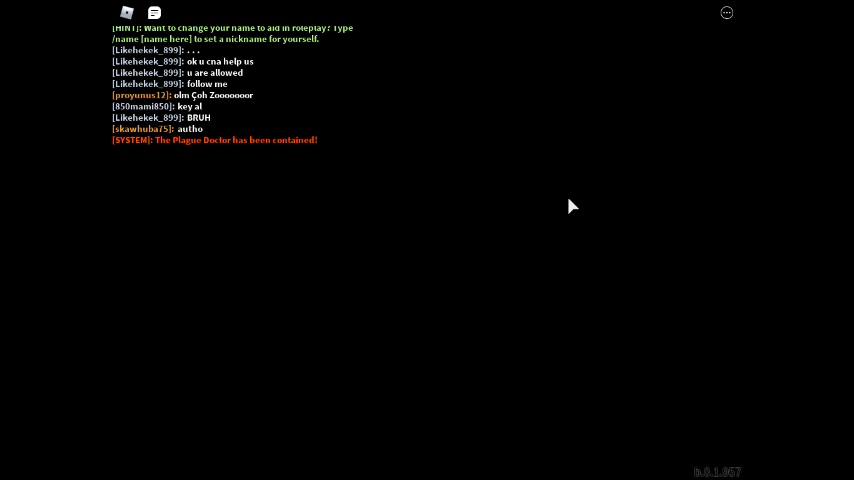 [HINT]: Want to change your name to aid in roleplay? Type
/name [name here] to set a nickname for yourself.
[Likehekek_899]: . . .
[Likehekek_899]: ok u cna help us
[Likehekek_899]: u are allowed
[Likehekek_899]: follow me
[proyunus12]: olm Çoh Zooooooor
[850mami850]: key al
[Likehekek_899]: BRUH
[skawhuba75]: autho
[SYSTEM]: The Plague Doctor has been contained!